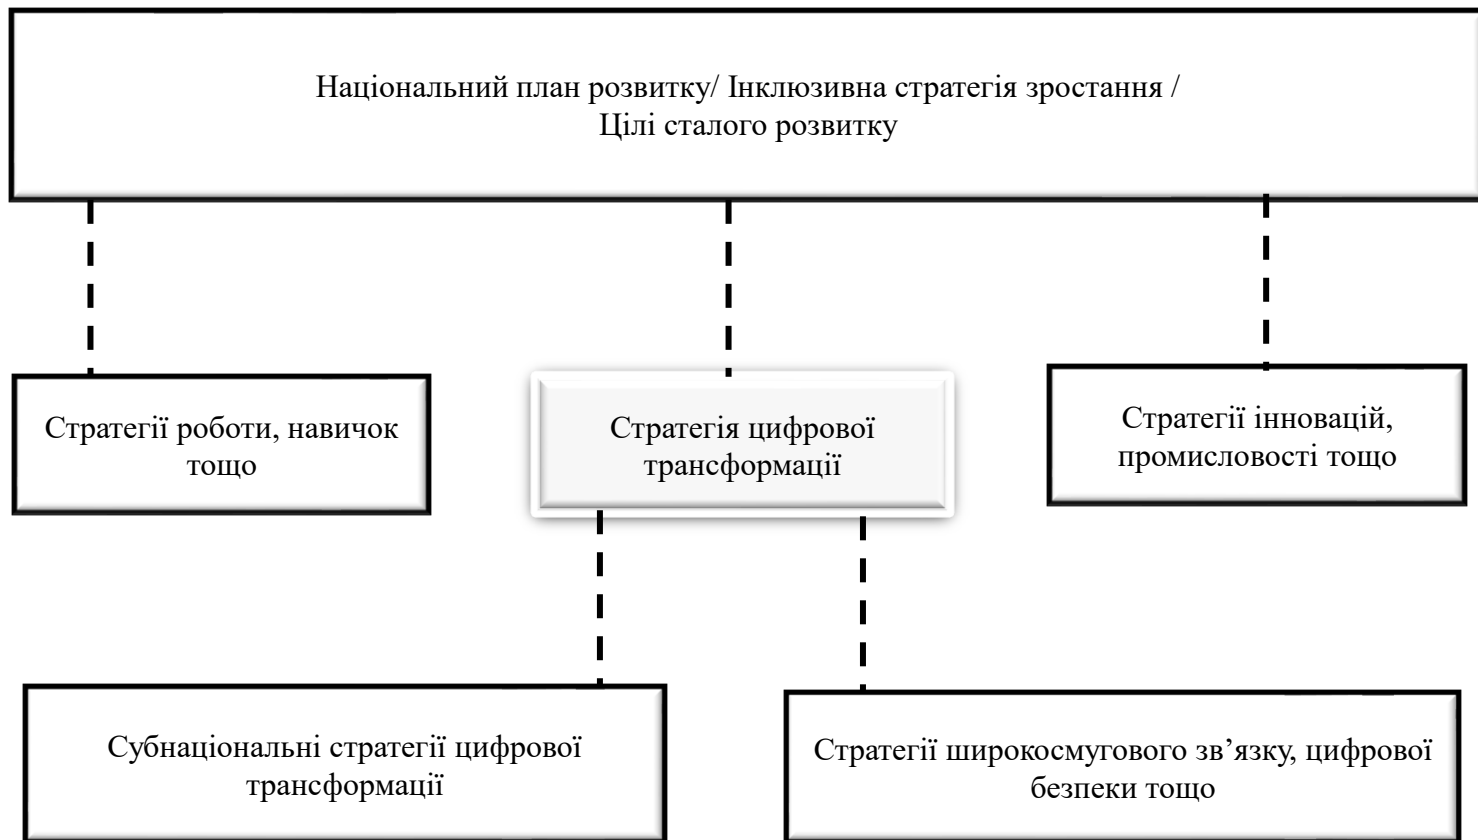 Національний план розвитку/ Інклюзивна стратегія зростання /
Цілі сталого розвитку
Стратегії роботи, навичок
тощо
Стратегія цифрової
трансформації
Стратегії інновацій,
промисловості тощо
Субнаціональні стратегії цифрової
трансформації
Стратегії широкосмугового зв’язку, цифрової
безпеки тощо